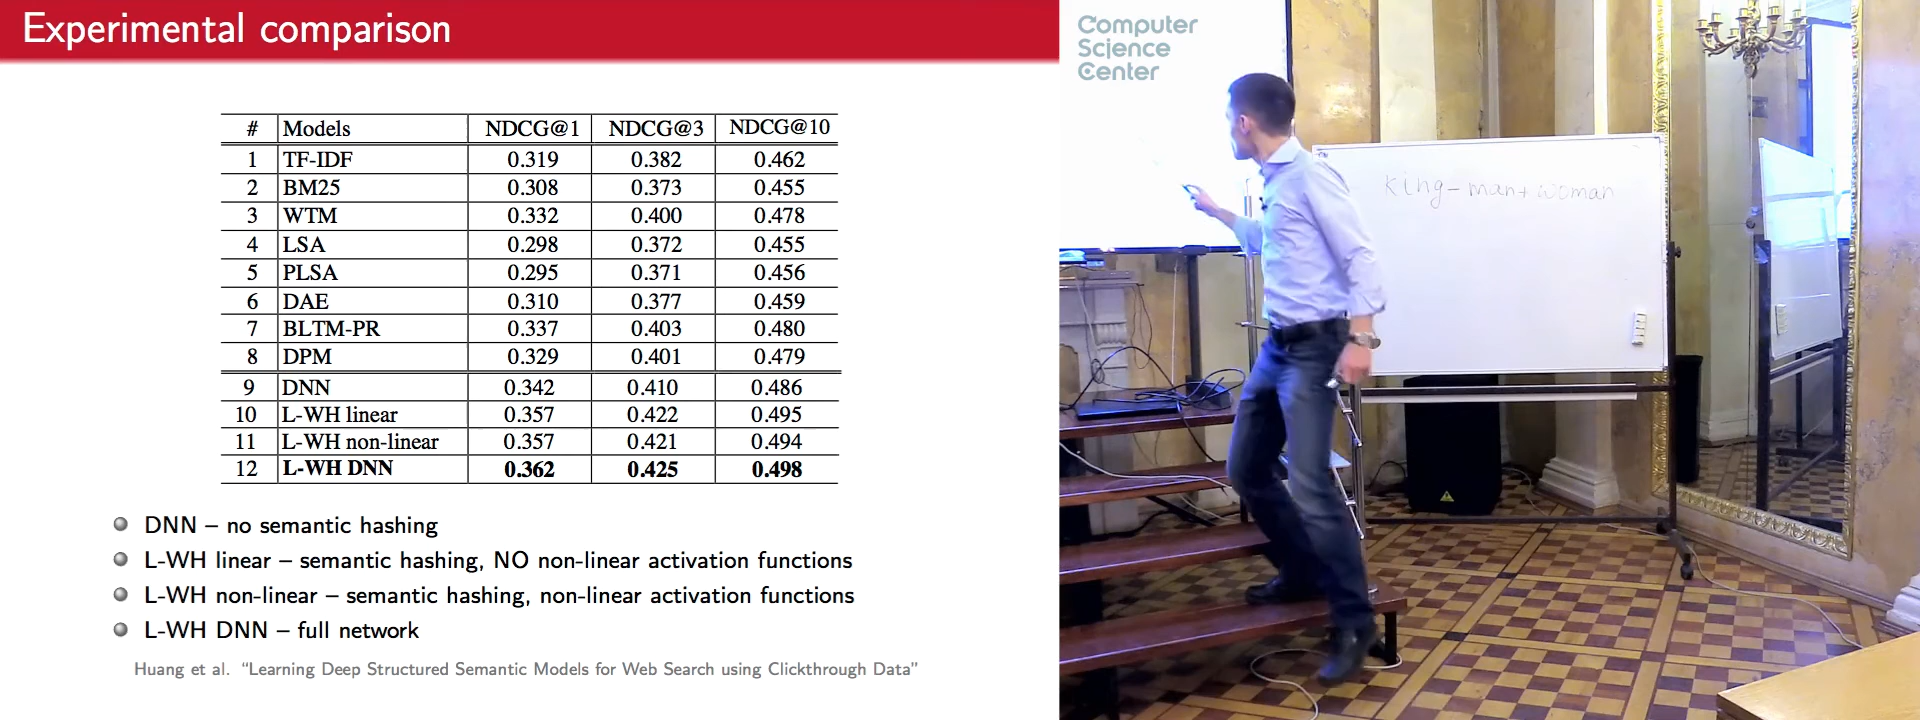 Experimental comparison
# Models NDCG@1 NDCG@3 NDCG@10
1 TF-IDF 0.319 0.382 0.462
2 BM25 0.308 0.373 0.455
3 WTM 0.332 0.400 0.478
4 LSA 0.298 0.372 0.455
5 PLSA 0.295 0.371 0.456
6 DAE 0.310 0.377 0.459
7 BLTM-PR 0.337 0.403 0.480
8 DPM 0.329 0.401 0.479
9 DNN 0.342 0.410 0.486
10 L-WH linear 0.357 0.422 0.495
11 L-WH non-linear 0.357 0.421 0.494
12 L-WH DNN 0.362 0.425 0.498
DNN – no semantic hashing
L-WH linear – semantic hashing, NO non-linear activation functions
L-WH non-linear – semantic hashing, non-linear activation functions
L-WH DNN – full network
Huang et al. “Learning Deep Structured Semantic Models for Web Search using Clickthrough Data”
Computer
Science
Center
king - man + woman